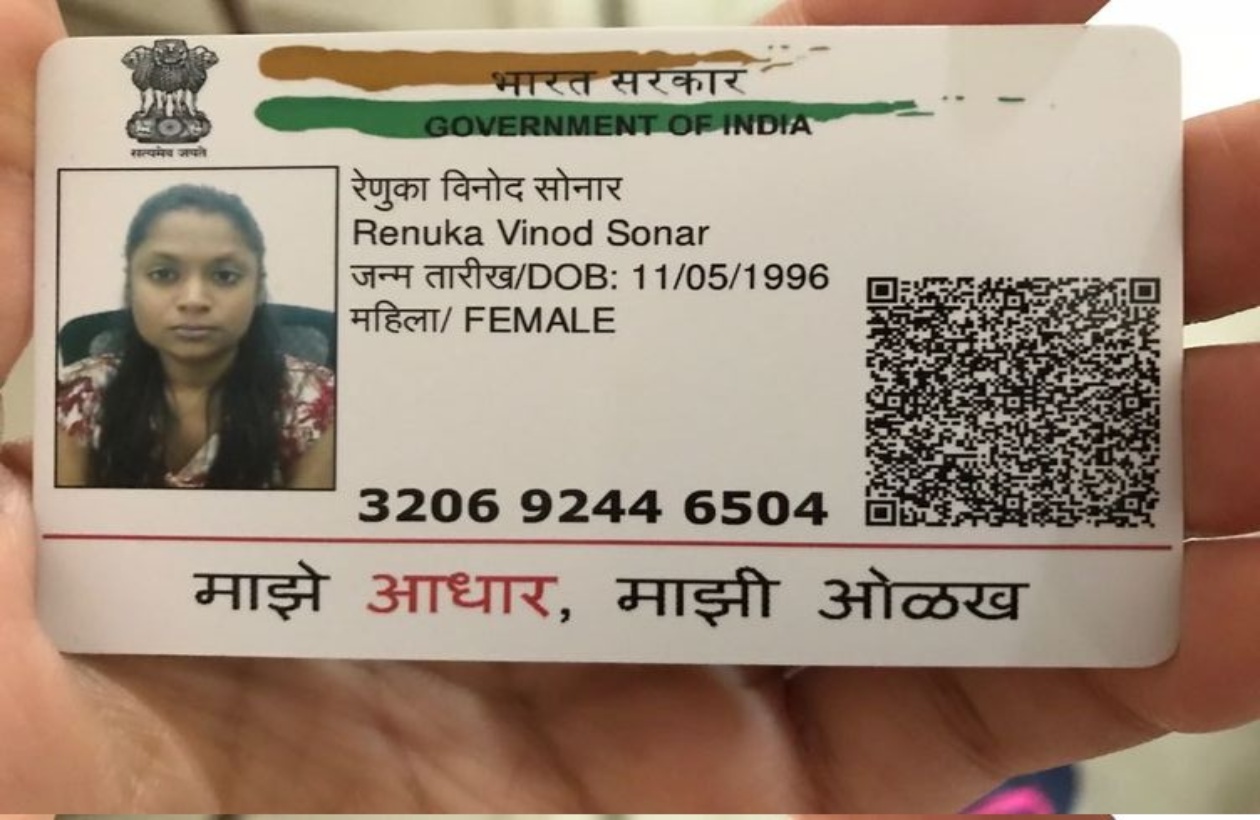 भारत सरकार
GOVERNMENT OF INDIA
सत्यमेव जयते
रेणुका विनोद सोनार
Renuka Vinod Sonar
जन्म तारीख/DOB: 11/05/1996
महिला/ FEMALE
3206 9244 6504
माझे आधार, माझी ओळख